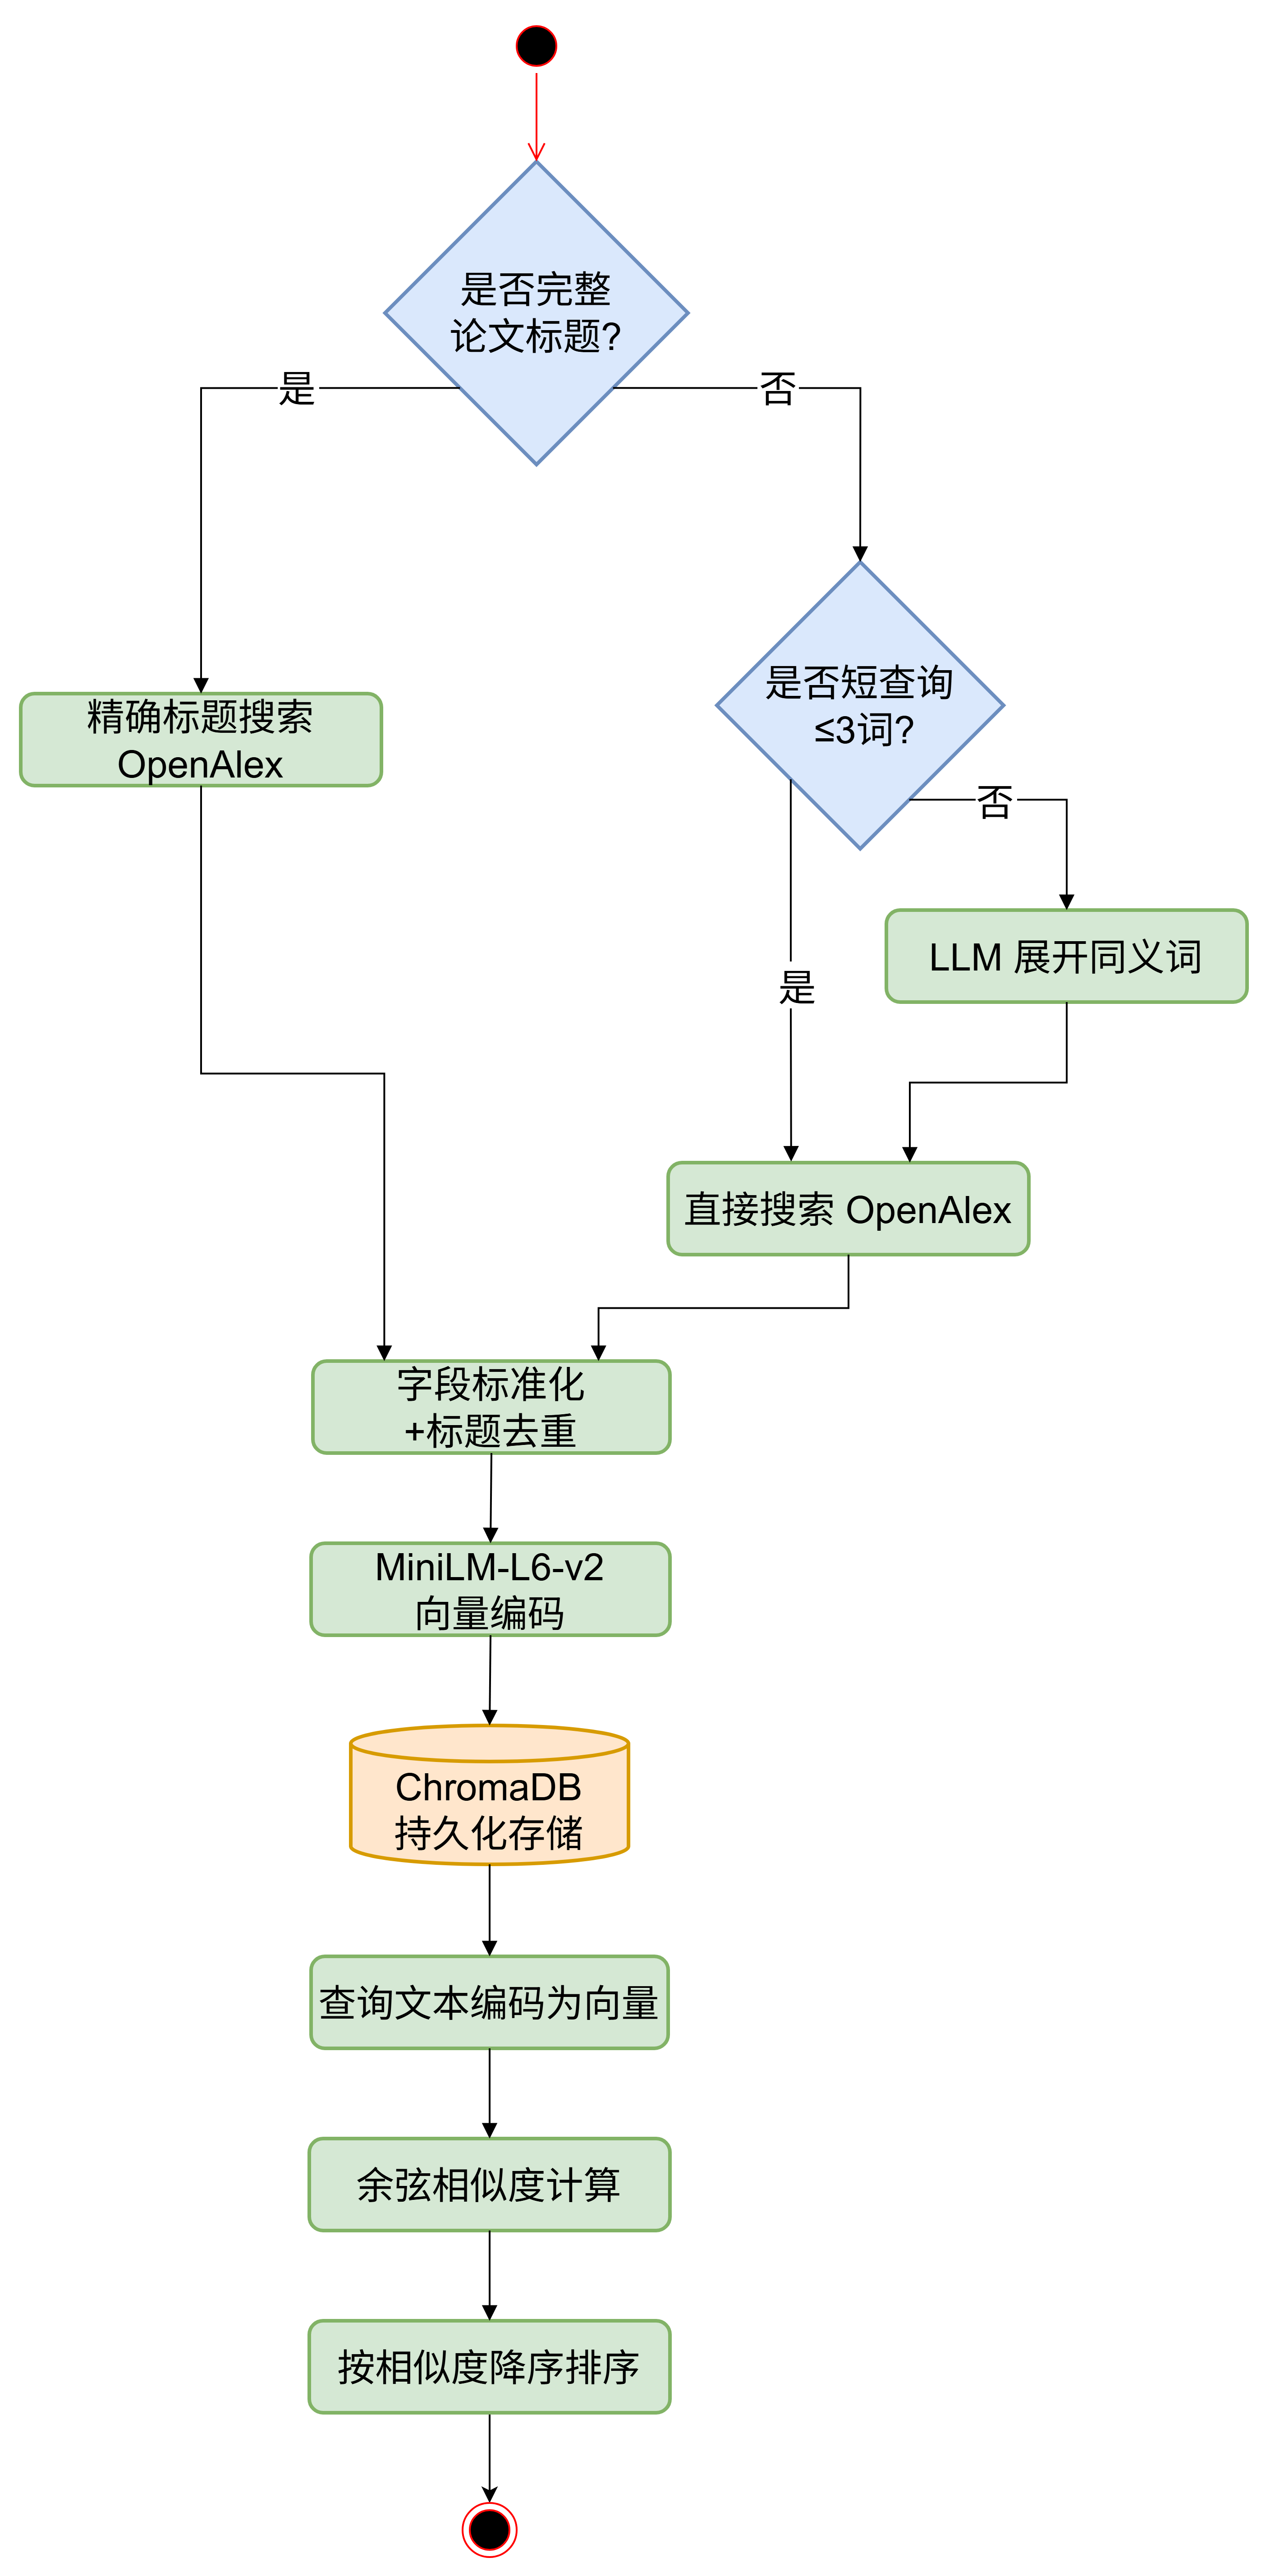 是否完整
论文标题?
是
否
精确标题搜索
OpenAlex
是否短查询
≤3词?
否
LLM 展开同义词
是
直接搜索 OpenAlex
字段标准化
+标题去重
MiniLM-L6-v2
向量编码
ChromaDB
持久化存储
查询文本编码为向量
余弦相似度计算
按相似度降序排序